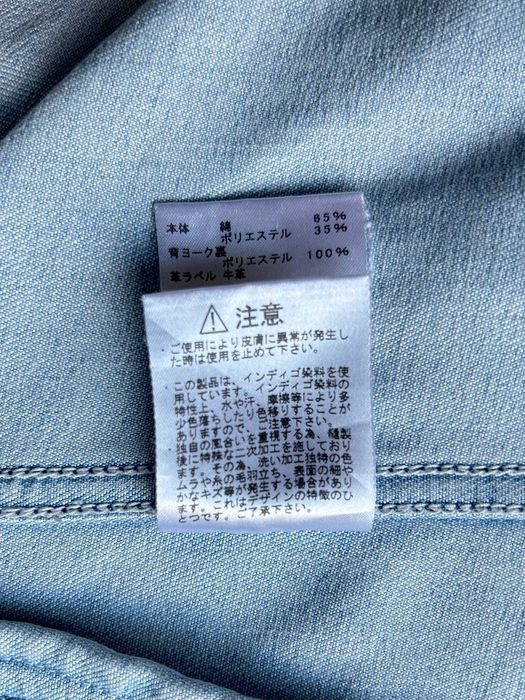 本体 綿 65%
ポリエステル 35%
背ヨーク裏
ポリエステル 100%
革ラベル 牛革
⚠ 注意
・ご使用により皮膚に異常が発生し
た時は使用を止めて下さい。
・この製品は、インディゴ染料を使
用しています。インディゴ染料の
特性上、水や汗、摩擦等により多
少色落ちしたり色移りすることが
ありますので、ご注意下さい。
独自の風合いを重視する為、縫製
後に特殊な二次加工を施しており
ます。その為、洗い加工独特の色
ムラや糸の毛羽立ち、表面の細や
かなキズ等が発生する場合があり
ます。これはデザインの特徴のひ
とつです。ご了承下さい。